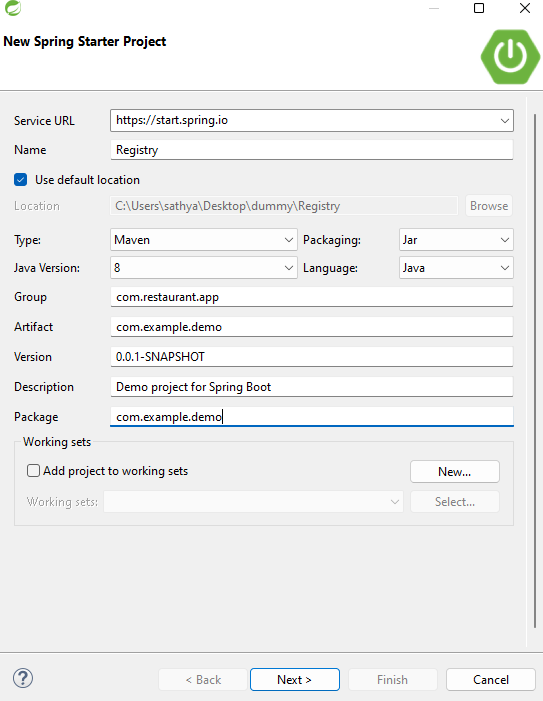 New Spring Starter Project
Service URL https://start.spring.io
Name Registry
Use default location
Location C:\Users\sathya\Desktop\dummy\Registry Browse
Type: Maven Packaging: Jar
Java Version: 8 Language: Java
Group com.restaurant.app
Artifact com.example.demo
Version 0.0.1-SNAPSHOT
Description Demo project for Spring Boot
Package com.example.demo
Working sets
Add project to working sets New...
Working sets: Select...
? < Back Next > Finish Cancel